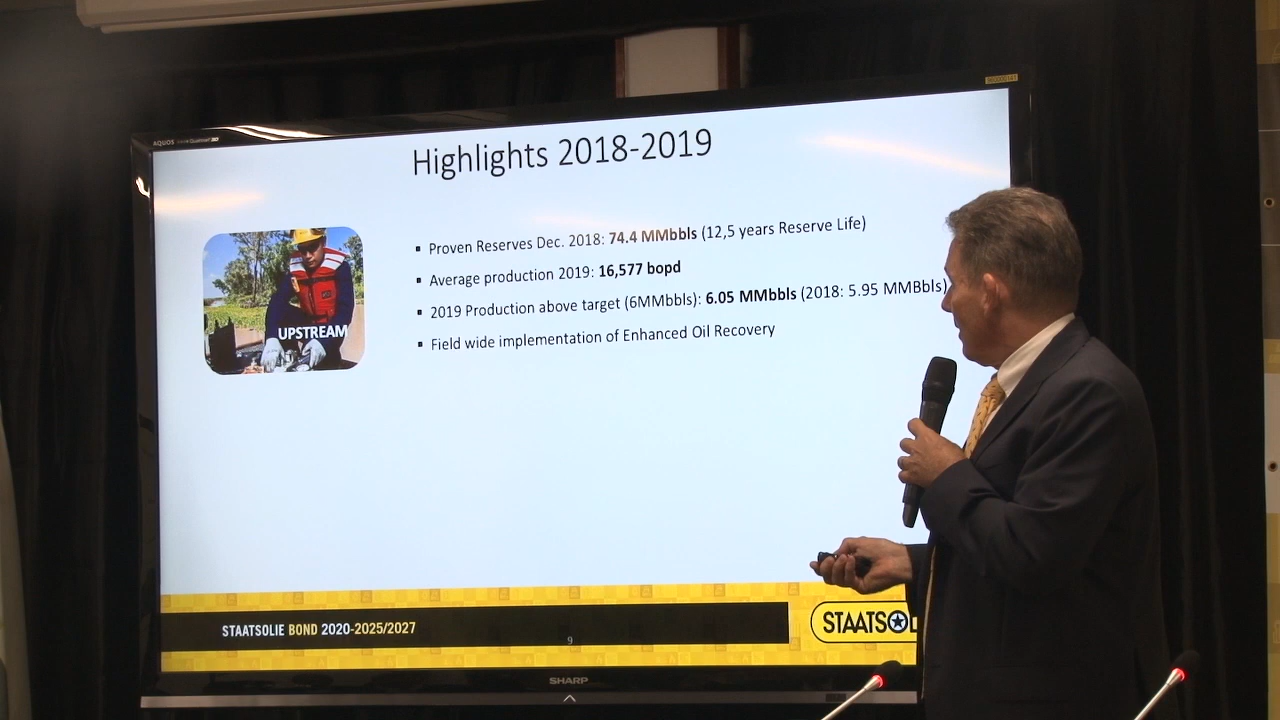 AQUOS
Highlights 2018-2019
Proven Reserves Dec. 2018: 74.4 MMbbls (12,5 years Reserve Life)
Average production 2019: 16,577 bopd
2019 Production above target (6MMbbls): 6.05 MMbbls (2018: 5.95 MMBbls)
Field wide implementation of Enhanced Oil Recovery
UPSTREAM
STAATSOLIE BOND 2020-2025/2027
9
STAATSOL
SHARP